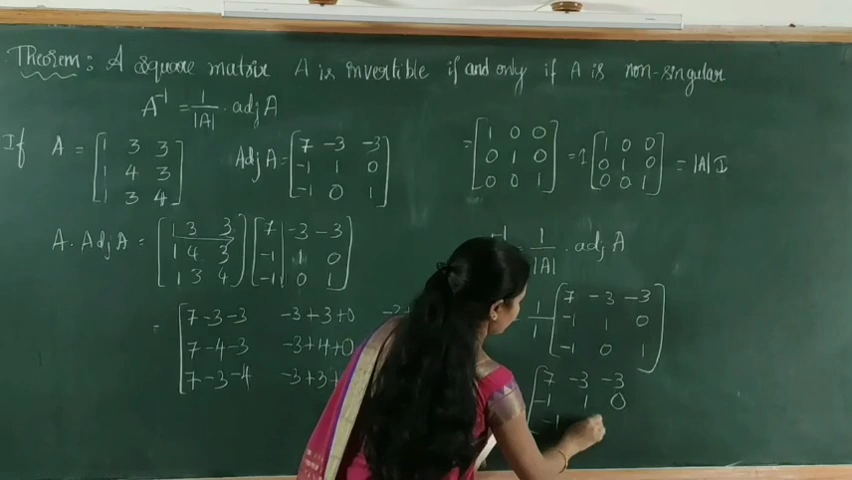 Theorem: A square matrix A is invertible if and only if A is non-singular
A⁻¹ = 1/|A| . adj A
If A = [1 3 3
1 4 3
1 3 4]
Adj A = [7 -3 -3
-1 1 0
-1 0 1]
= [1 0 0
0 1 0
0 0 1] = 1 [1 0 0
0 1 0
0 0 1] = |A| I
A. Adj A = [1 3 3
1 4 3
1 3 4] [7 -3 -3
-1 1 0
-1 0 1]
= [7-3-3 -3+3+0
7-4-3 -3+4+0
7-3-4 -3+3+
⁻¹ = 1/|A| . adj A
1/1 [7 -3 -3
-1 1 0
-1 0 1]
[7 -3 -3
-1 1 0
-1